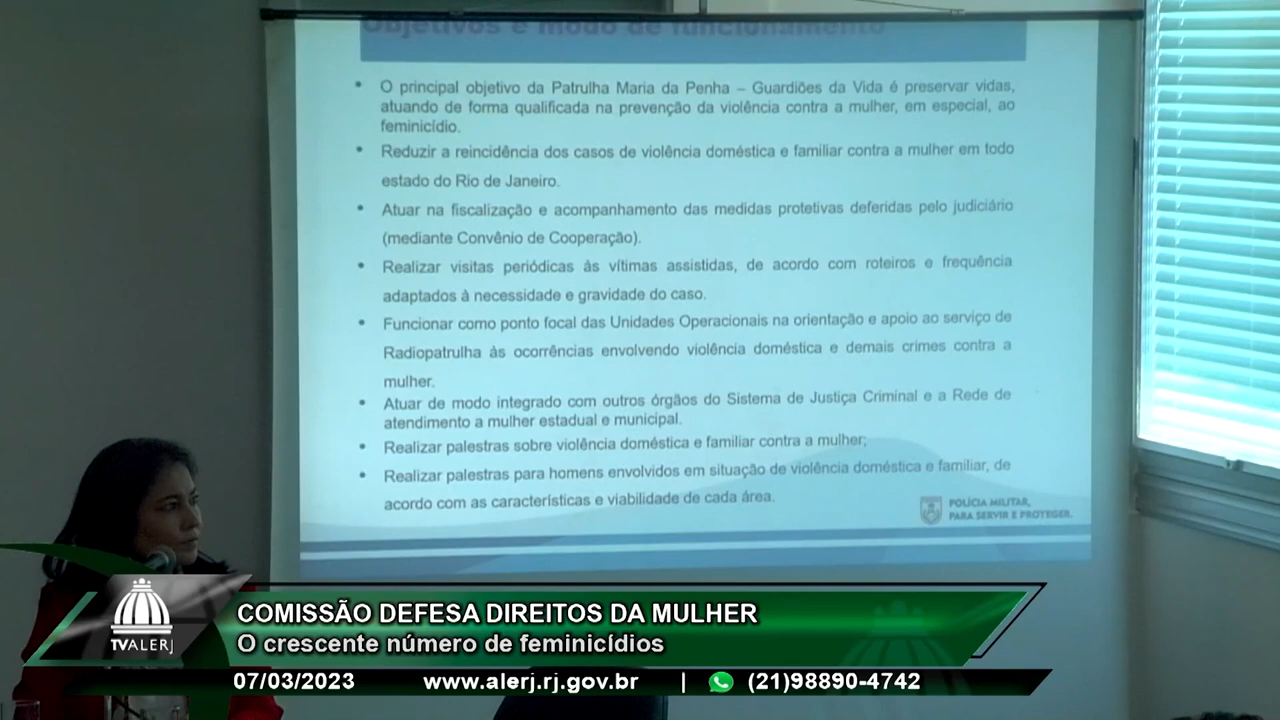 Objetivos e modo de funcionamento
• O principal objetivo da Patrulha Maria da Penha – Guardiões da Vida é preservar vidas,
atuando de forma qualificada na prevenção da violência contra a mulher, em especial, ao
feminicídio.
• Reduzir a reincidência dos casos de violência doméstica e familiar contra a mulher em todo
estado do Rio de Janeiro.
• Atuar na fiscalização e acompanhamento das medidas protetivas deferidas pelo judiciário
(mediante Convênio de Cooperação).
• Realizar visitas periódicas às vítimas assistidas, de acordo com roteiros e frequência
adaptados à necessidade e gravidade do caso.
• Funcionar como ponto focal das Unidades Operacionais na orientação e apoio ao serviço de
Radiopatrulha às ocorrências envolvendo violência doméstica e demais crimes contra a
mulher.
• Atuar de modo integrado com outros órgãos do Sistema de Justiça Criminal e a Rede de
atendimento a mulher estadual e municipal.
• Realizar palestras sobre violência doméstica e familiar contra a mulher;
• Realizar palestras para homens envolvidos em situação de violência doméstica e familiar, de
acordo com as características e viabilidade de cada área.
POLÍCIA MILITAR,
PARA SERVIR E PROTEGER.
COMISSÃO DEFESA DIREITOS DA MULHER
O crescente número de feminicídios
TVALERJ
07/03/2023 www.alerj.rj.gov.br | (21)98890-4742